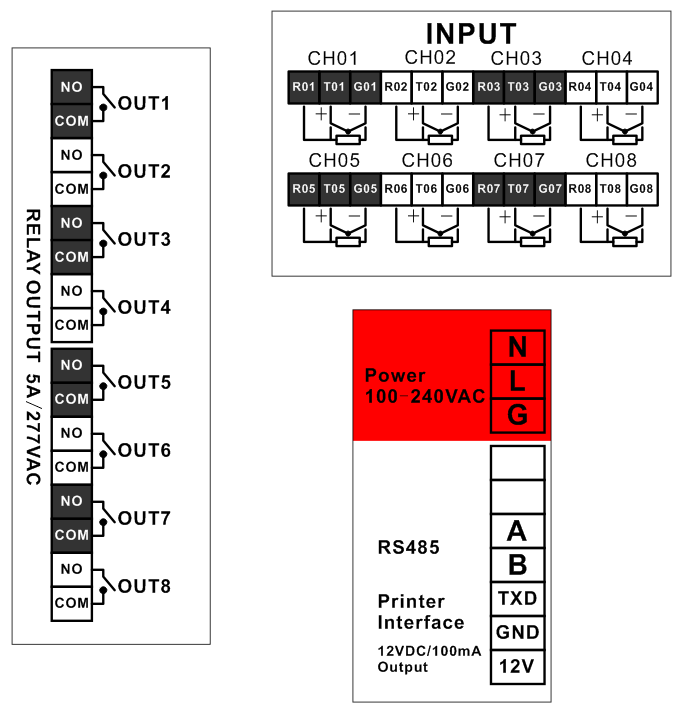 INPUT
CH01 CH02 CH03 CH04
R01 T01 G01 R02 T02 G02 R03 T03 G03 R04 T04 G04
+ − + − + − + −
CH05 CH06 CH07 CH08
R05 T05 G05 R06 T06 G06 R07 T07 G07 R08 T08 G08
+ − + − + − + −
RELAY OUTPUT 5A/277VAC
NO
COM
OUT1
NO
COM
OUT2
NO
COM
OUT3
NO
COM
OUT4
NO
COM
OUT5
NO
COM
OUT6
NO
COM
OUT7
NO
COM
OUT8
Power
100-240VAC
N
L
G
RS485
A
B
Printer
Interface
12VDC/100mA
Output
TXD
GND
12V